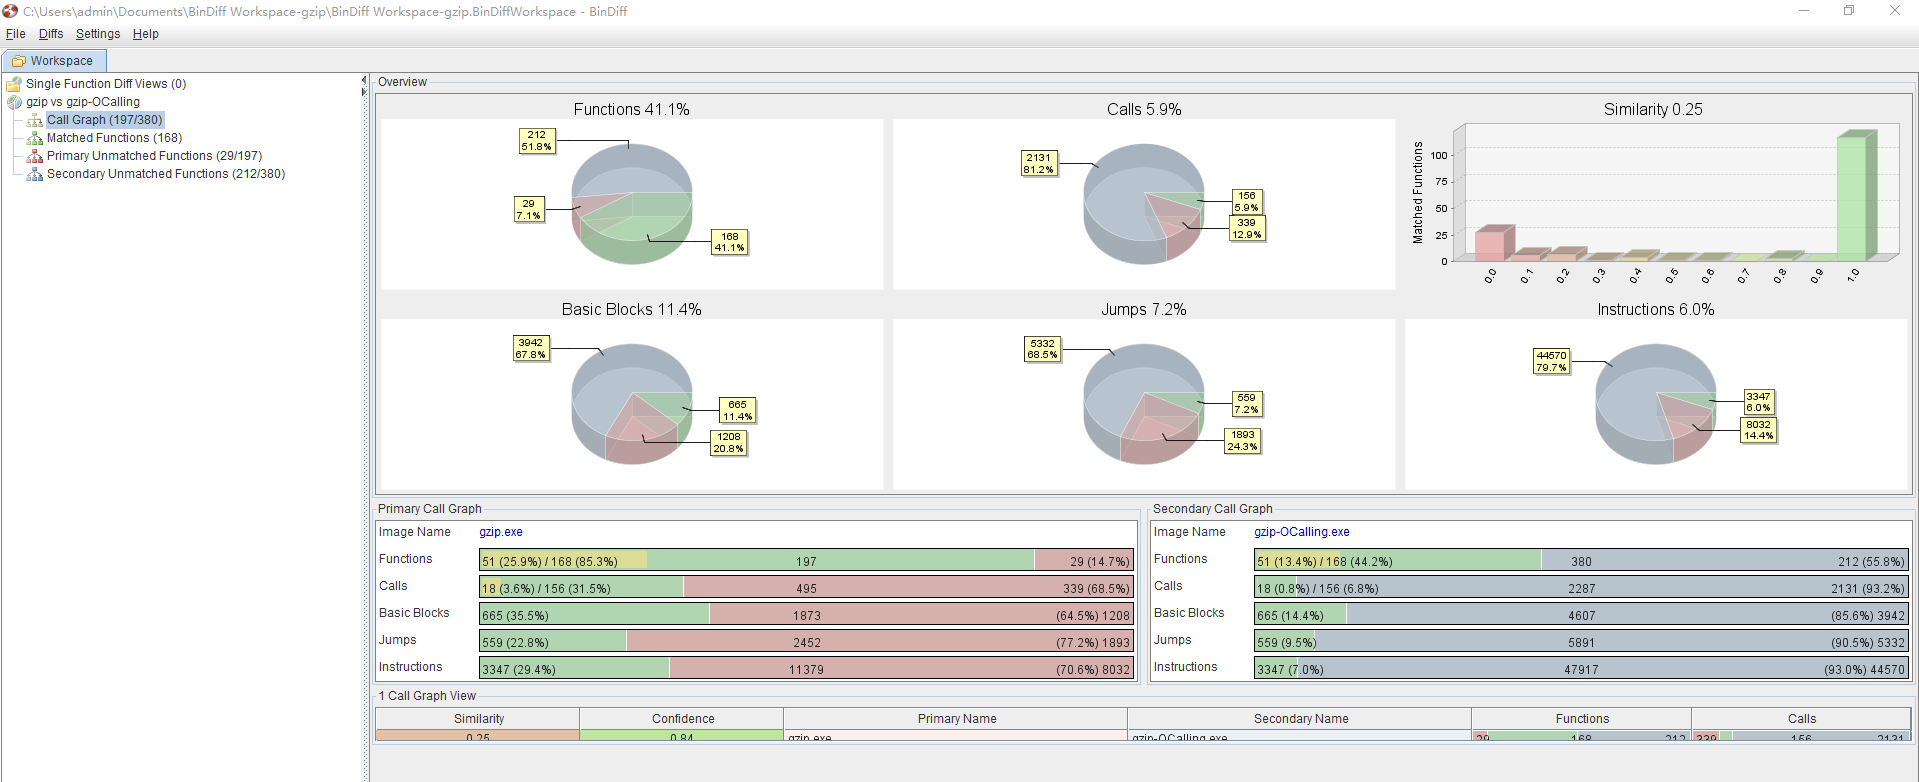 C:\Users\admin\Documents\BinDiff Workspace-gzip\BinDiff Workspace-gzip.BinDiffWorkspace - BinDiff
File Diffs Settings Help
Workspace
Single Function Diff Views (0)
gzip vs gzip-OCalling
Call Graph (197/380)
Matched Functions (168)
Primary Unmatched Functions (29/197)
Secondary Unmatched Functions (212/380)
Overview
Functions 41.1%
212
51.8%
29
7.1%
168
41.1%
Calls 5.9%
2131
81.2%
156
5.9%
339
12.9%
Similarity 0.25
Matched Functions
100
75
50
25
0
0.0 0.1 0.2 0.3 0.4 0.5 0.6 0.7 0.8 0.9 1.0
Basic Blocks 11.4%
3942
67.8%
665
11.4%
1208
20.8%
Jumps 7.2%
5332
68.5%
559
7.2%
1893
24.3%
Instructions 6.0%
44570
79.7%
3347
6.0%
8032
14.4%
Primary Call Graph
Image Name gzip.exe
Functions 51 (25.9%) / 168 (85.3%) 197 29 (14.7%)
Calls 18 (3.6%) / 156 (31.5%) 495 339 (68.5%)
Basic Blocks 665 (35.5%) 1873 (64.5%) 1208
Jumps 559 (22.8%) 2452 (77.2%) 1893
Instructions 3347 (29.4%) 11379 (70.6%) 8032
Secondary Call Graph
Image Name gzip-OCalling.exe
Functions 51 (13.4%) / 168 (44.2%) 380 212 (55.8%)
Calls 18 (0.8%) / 156 (6.8%) 2287 2131 (93.2%)
Basic Blocks 665 (14.4%) 4607 (85.6%) 3942
Jumps 559 (9.5%) 5891 (90.5%) 5332
Instructions 3347 (7.0%) 47917 (93.0%) 44570
1 Call Graph View
Similarity Confidence Primary Name Secondary Name Functions Calls
0.25 0.84 gzip.exe gzip-OCalling.exe 29 168 212 339 156 2131